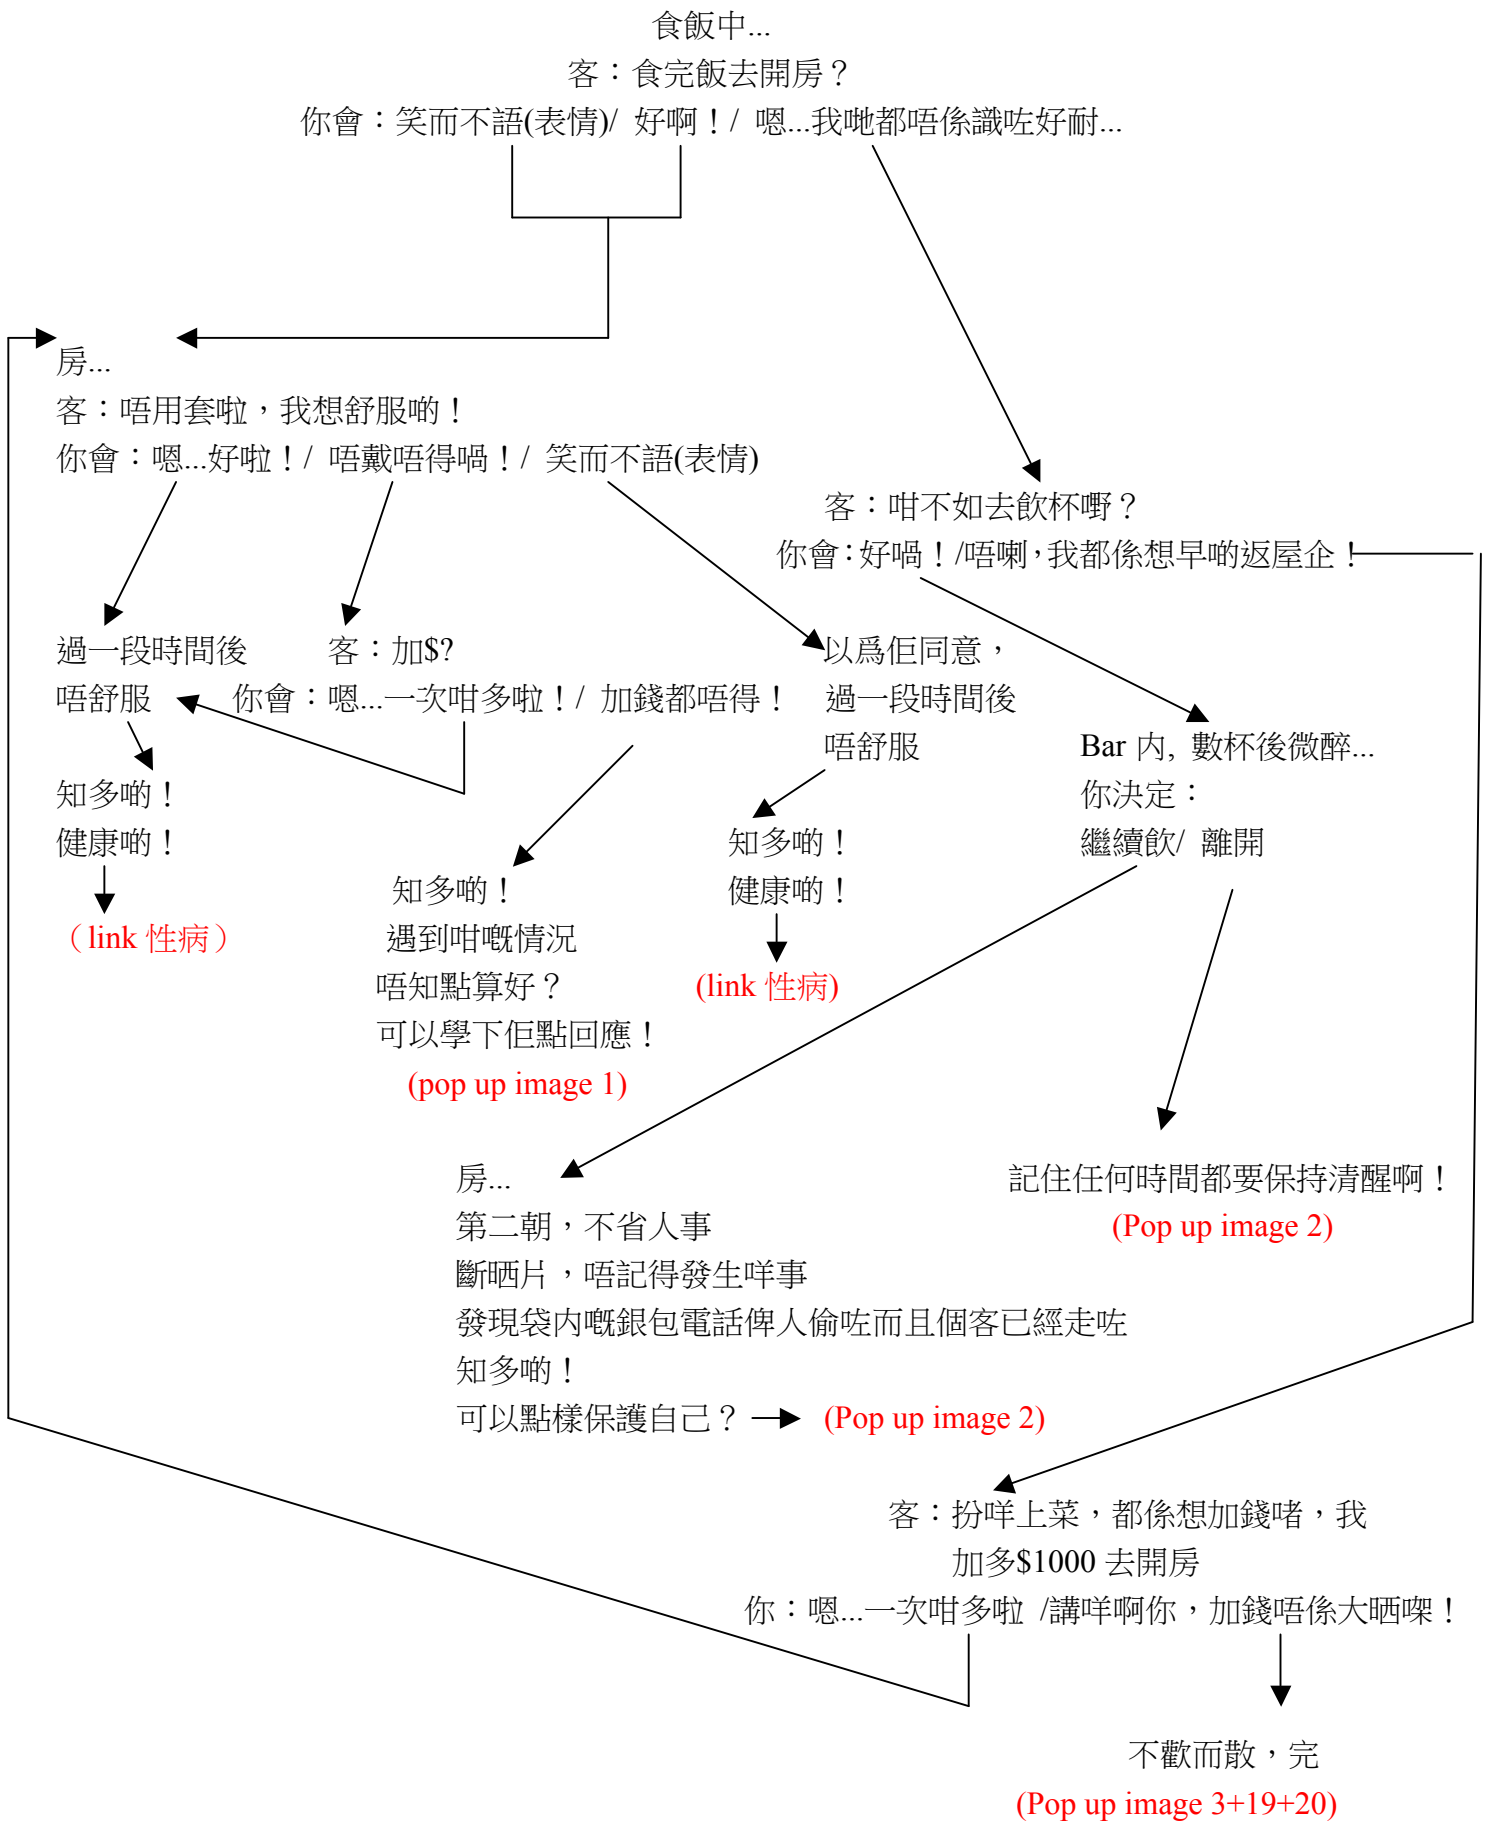 食飯中...
客：食完飯去開房？
你會：笑而不語(表情)/ 好啊！/ 嗯...我哋都唔係識咗好耐...
房...
客：唔用套啦，我想舒服啲！
你會：嗯...好啦！/ 唔戴唔得喎！/ 笑而不語(表情)
客：咁不如去飲杯嘢？
你會：好喎！/唔喇，我都係想早啲返屋企！
過一段時間後
唔舒服
知多啲！
健康啲！
（link 性病）
客：加$?
你會：嗯...一次咁多啦！/ 加錢都唔得！
知多啲！
遇到咁嘅情況
唔知點算好？
可以學下佢點回應！
(pop up image 1)
以爲佢同意，
過一段時間後
唔舒服
知多啲！
健康啲！
(link 性病)
Bar 内, 數杯後微醉...
你決定：
繼續飲/ 離開
房...
第二朝，不省人事
斷晒片，唔記得發生咩事
發現袋内嘅銀包電話俾人偷咗而且個客已經走咗
知多啲！
可以點樣保護自己？
(Pop up image 2)
記住任何時間都要保持清醒啊！
(Pop up image 2)
客：扮咩上菜，都係想加錢啫，我
加多$1000 去開房
你：嗯...一次咁多啦 /講咩啊你，加錢唔係大晒㗎！
不歡而散，完
(Pop up image 3+19+20)